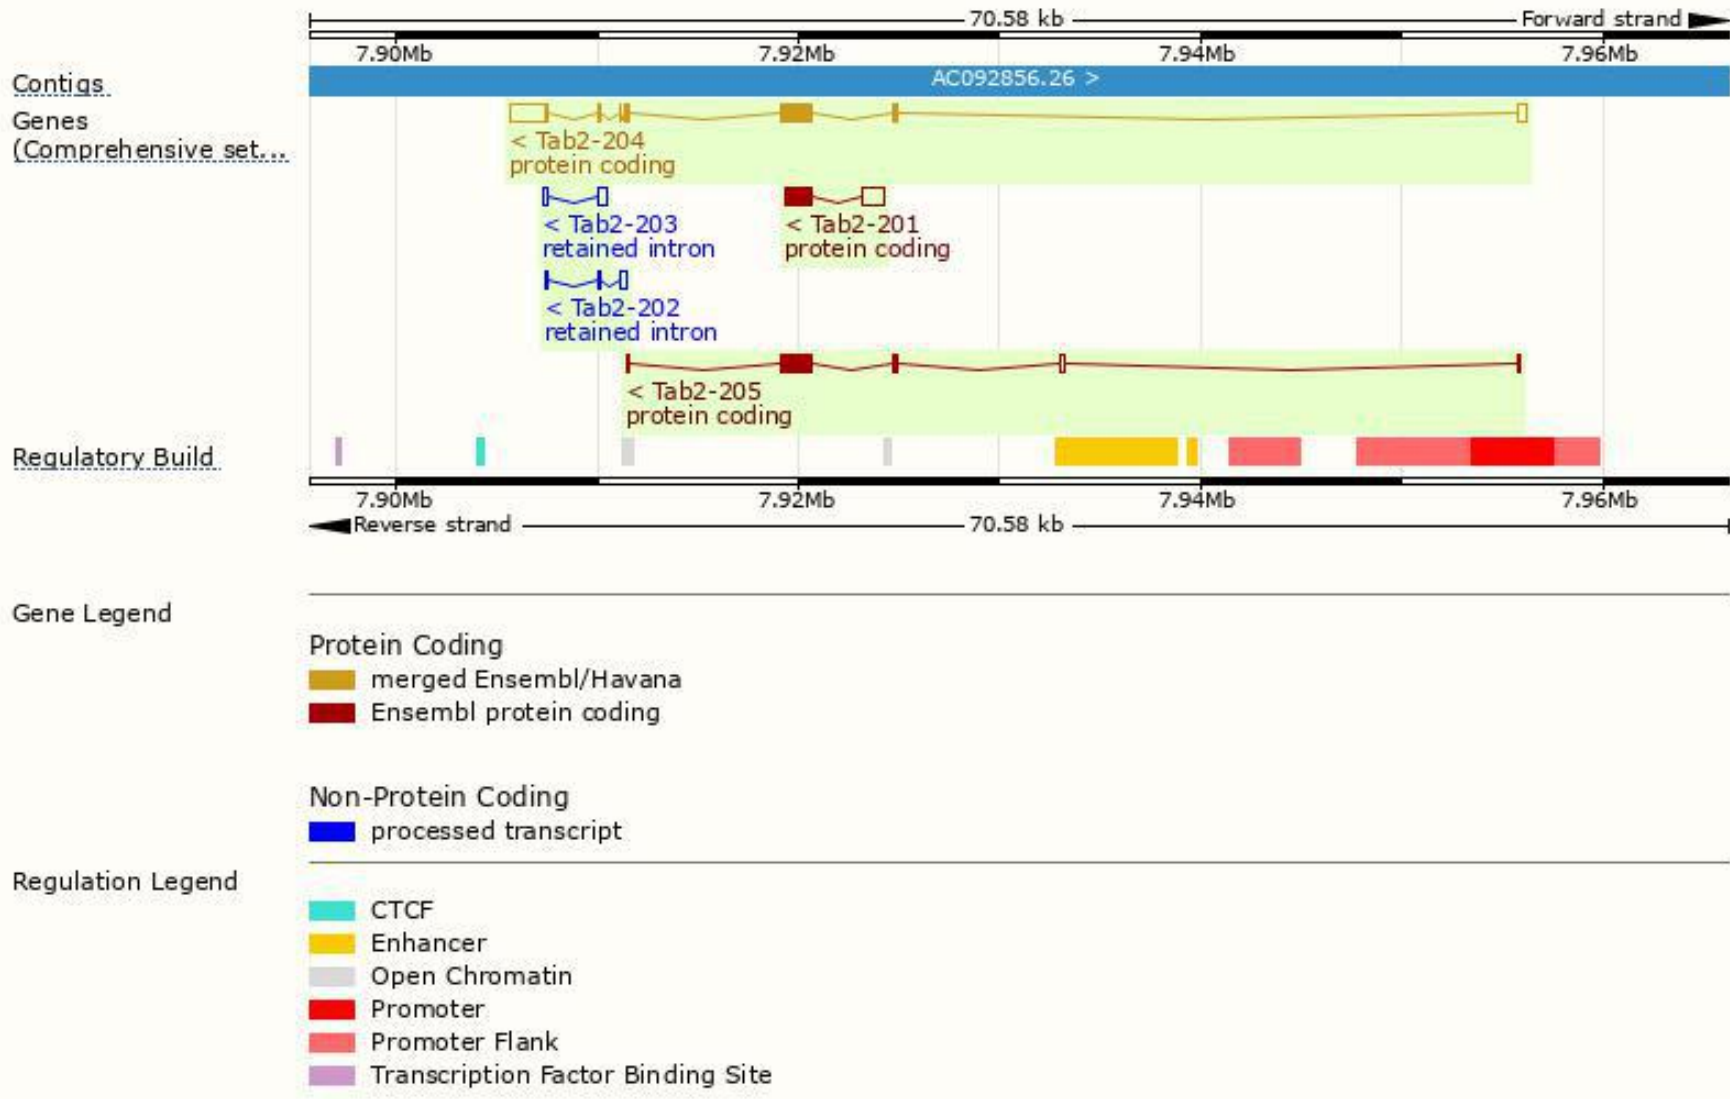 70.58 kb Forward strand
7.90Mb 7.92Mb 7.94Mb 7.96Mb
Contigs AC092856.26 >
Genes
(Comprehensive set...
< Tab2-204
protein coding
< Tab2-203 < Tab2-201
retained intron protein coding
< Tab2-202
retained intron
< Tab2-205
protein coding
Regulatory Build
7.90Mb 7.92Mb 7.94Mb 7.96Mb
Reverse strand 70.58 kb
Gene Legend
Protein Coding
merged Ensembl/Havana
Ensembl protein coding
Non-Protein Coding
processed transcript
Regulation Legend
CTCF
Enhancer
Open Chromatin
Promoter
Promoter Flank
Transcription Factor Binding Site